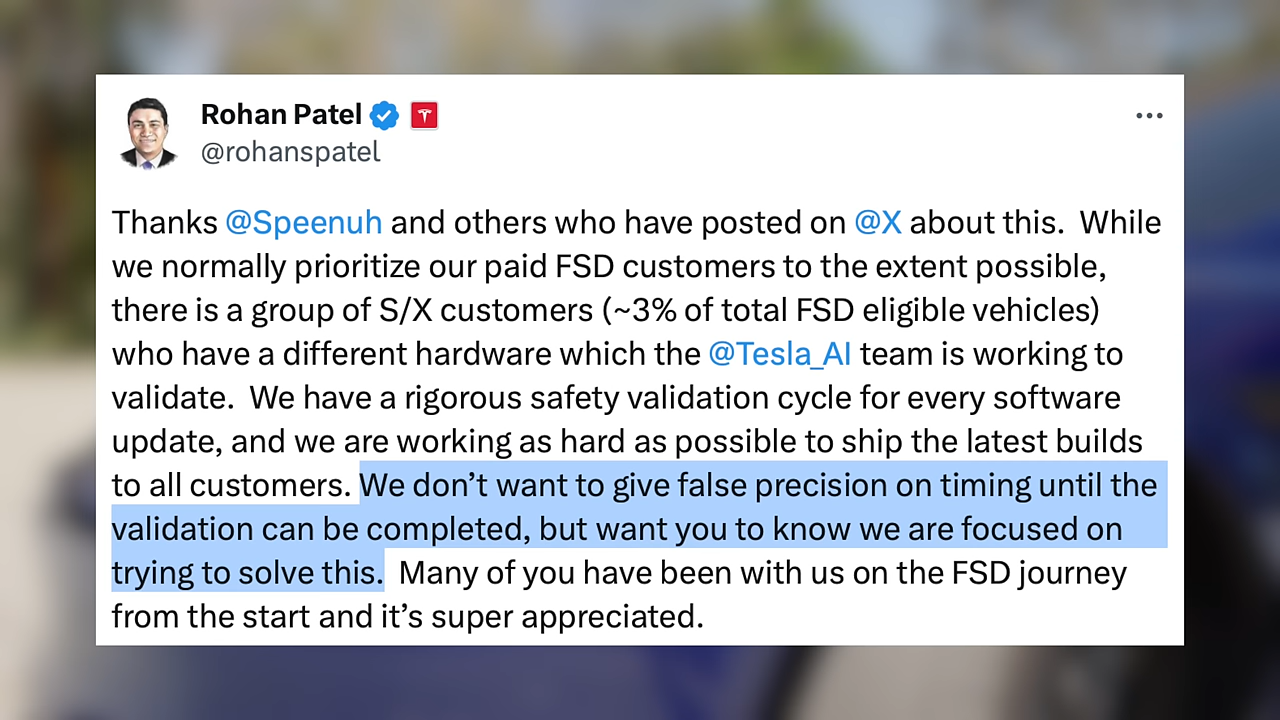 Rohan Patel
@rohanspatel
Thanks @Speenuh and others who have posted on @X about this.  While
we normally prioritize our paid FSD customers to the extent possible,
there is a group of S/X customers (~3% of total FSD eligible vehicles)
who have a different hardware which the @Tesla_AI team is working to
validate.  We have a rigorous safety validation cycle for every software
update, and we are working as hard as possible to ship the latest builds
to all customers. We don’t want to give false precision on timing until the
validation can be completed, but want you to know we are focused on
trying to solve this.  Many of you have been with us on the FSD journey
from the start and it’s super appreciated.